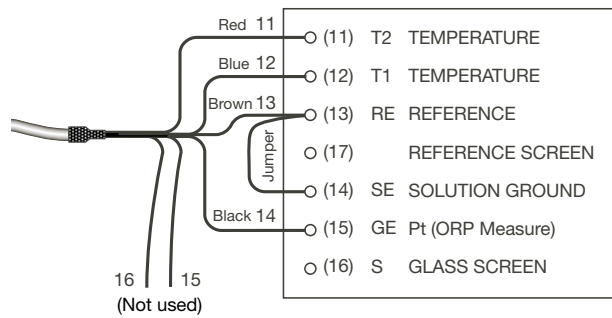 Red 11
(11) T2 TEMPERATURE
Blue 12
(12) T1 TEMPERATURE
Brown 13
(13) RE REFERENCE
Jumper
(17) REFERENCE SCREEN
(14) SE SOLUTION GROUND
Black 14
(15) GE Pt (ORP Measure)
(16) S GLASS SCREEN
16 15
(Not used)